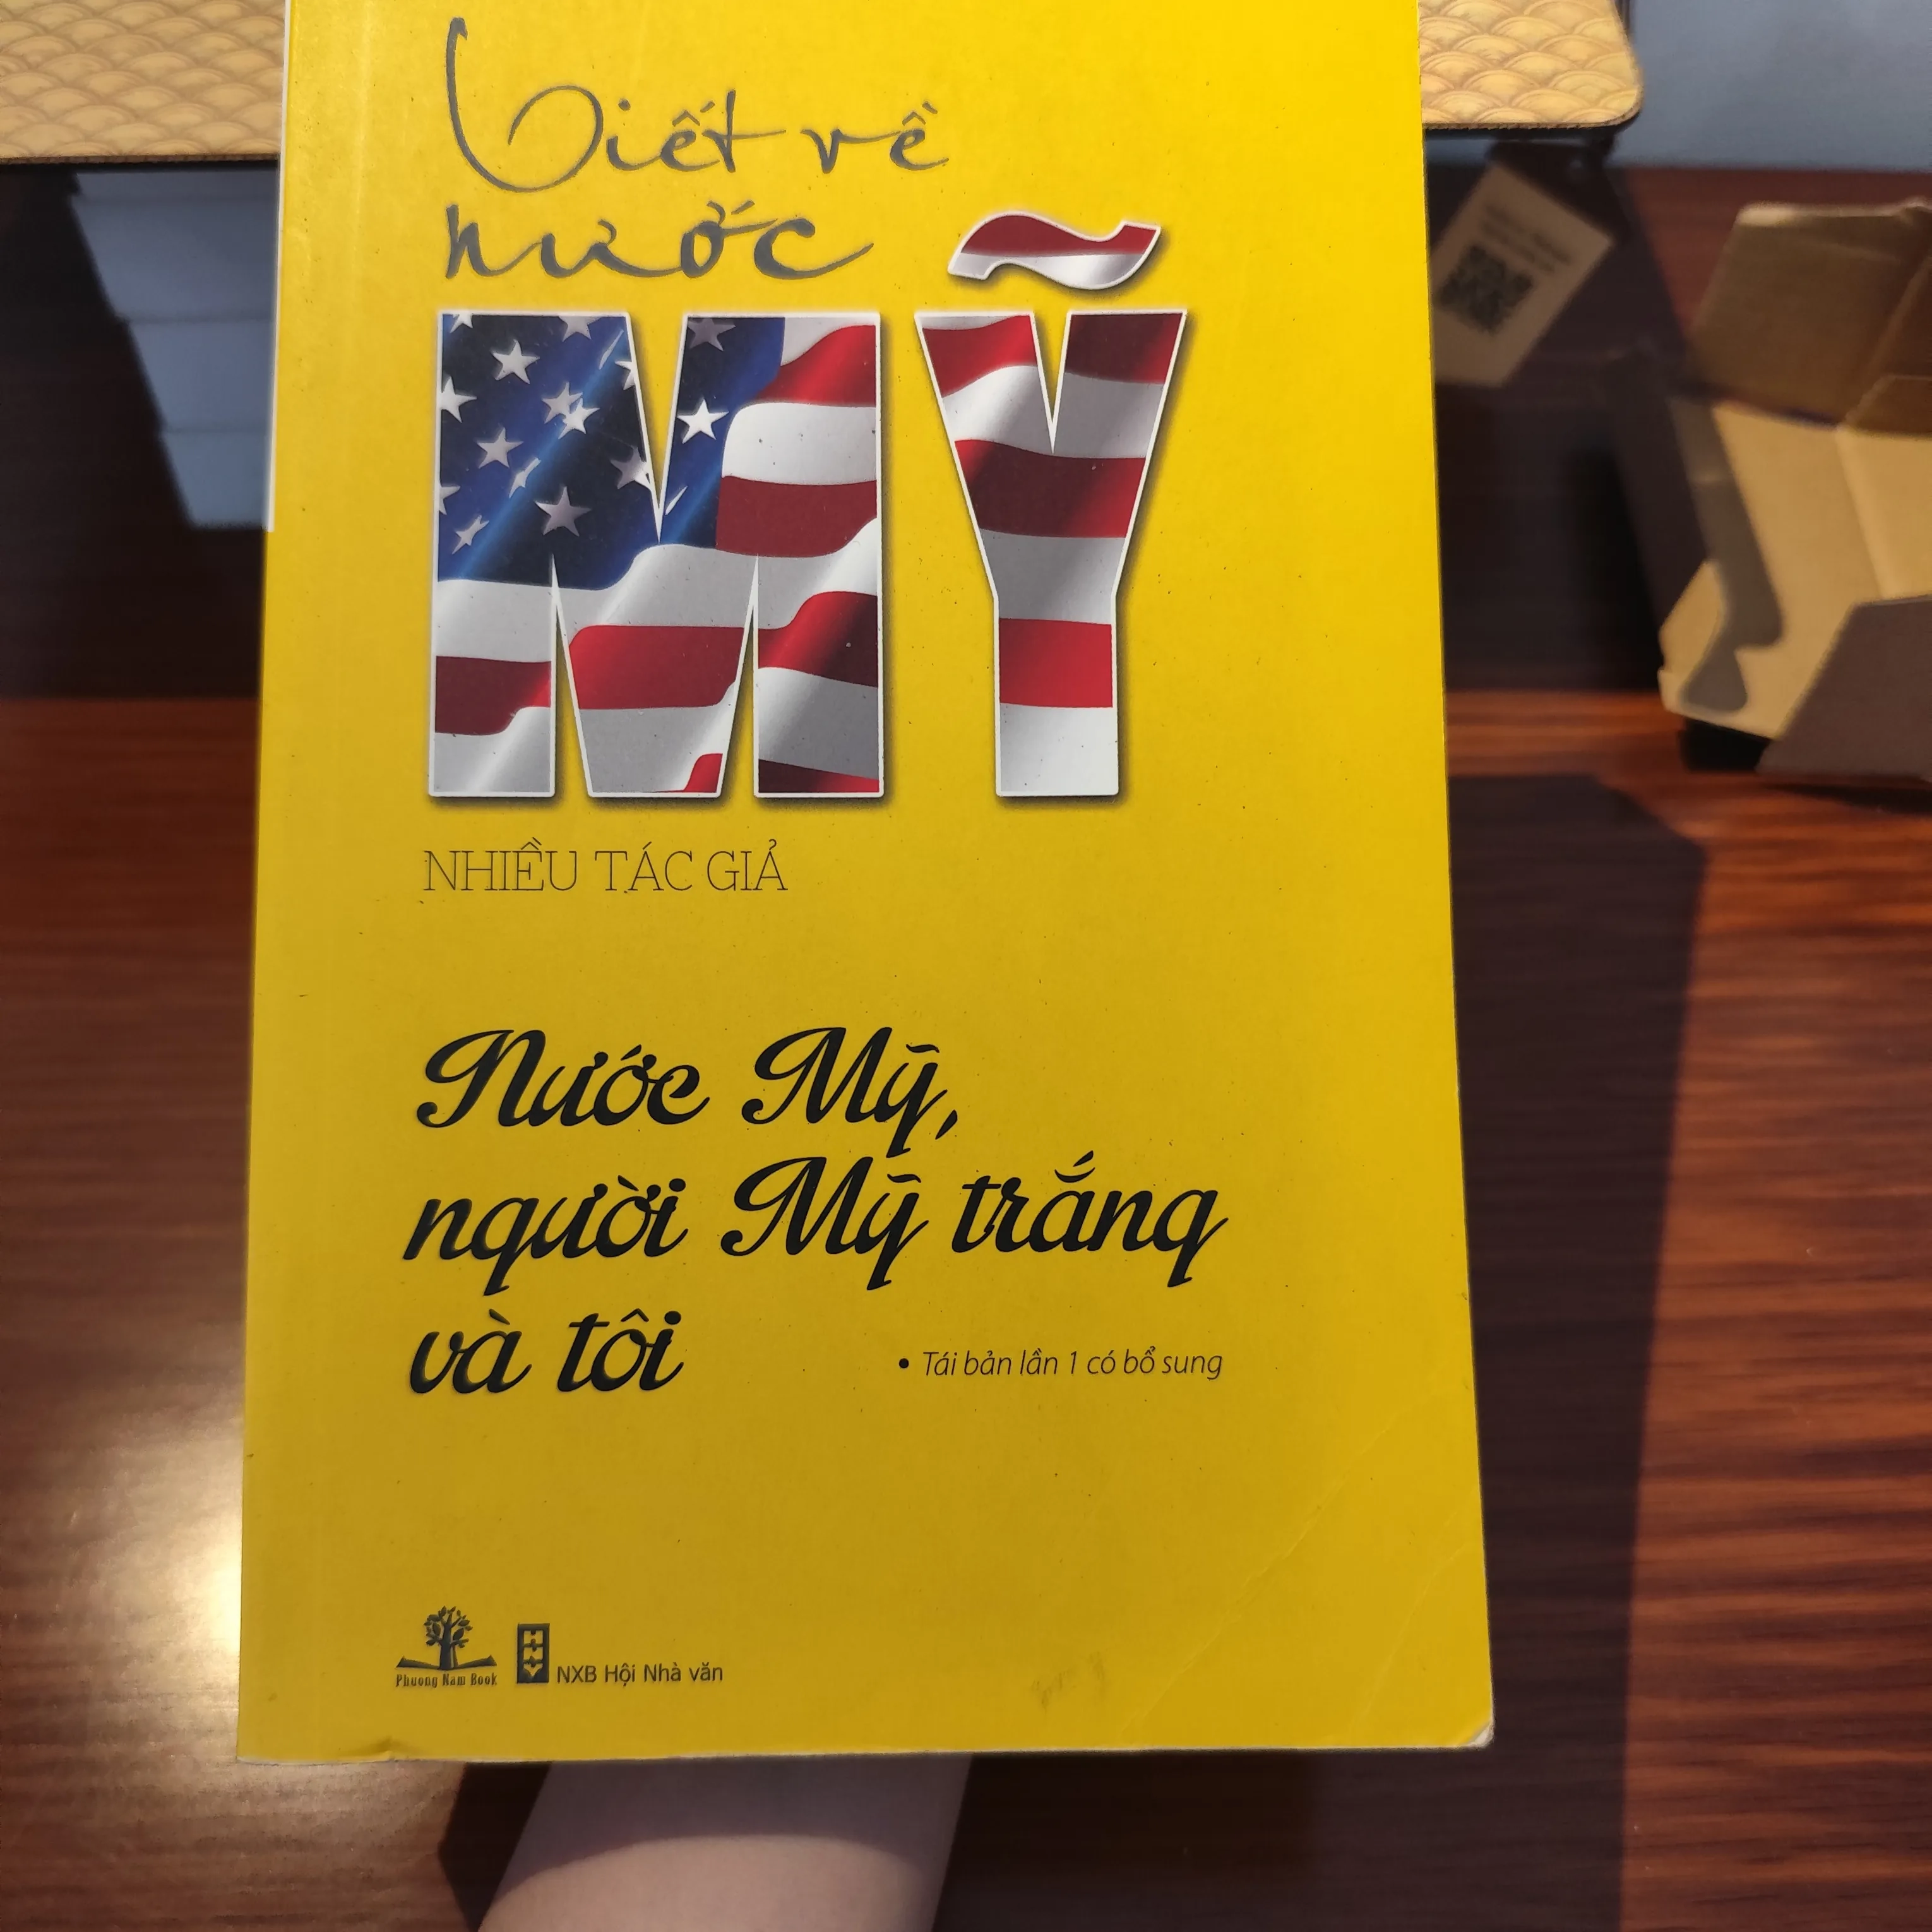 Viết về
nước
MỸ
NHIỀU TÁC GIẢ
Nước Mỹ,
người Mỹ trắng
và tôi
• Tái bản lần 1 có bổ sung
Phuong Nam Book
NXB Hội Nhà văn